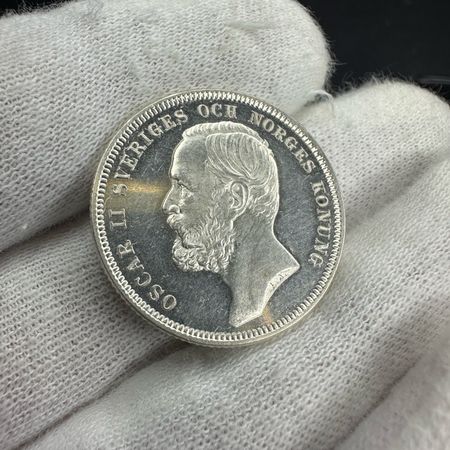 OSCAR II SVERIGES OCH NORGES KONUNG